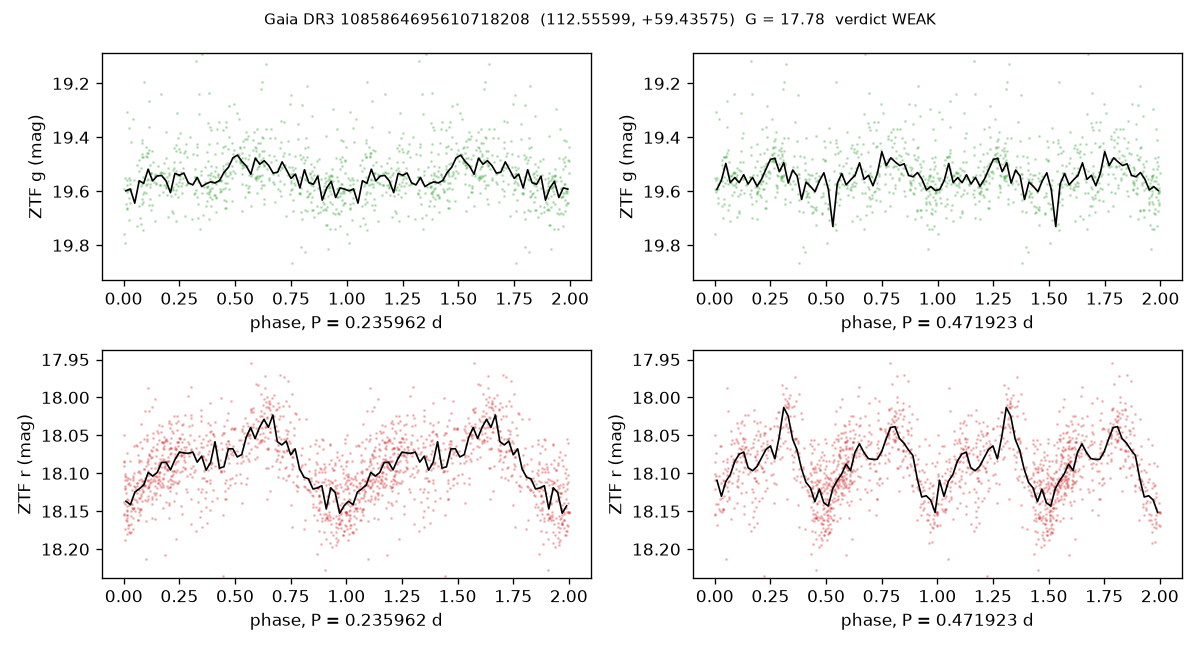 Gaia DR3 1085864695610718208 (112.55599, +59.43575) G = 17.78 verdict WEAK
ZTF g (mag)
19.2
19.4
19.6
19.8
0.00 0.25 0.50 0.75 1.00 1.25 1.50 1.75 2.00
phase, P = 0.235962 d
ZTF g (mag)
19.2
19.4
19.6
19.8
0.00 0.25 0.50 0.75 1.00 1.25 1.50 1.75 2.00
phase, P = 0.471923 d
ZTF r (mag)
17.95
18.00
18.05
18.10
18.15
18.20
0.00 0.25 0.50 0.75 1.00 1.25 1.50 1.75 2.00
phase, P = 0.235962 d
ZTF r (mag)
17.95
18.00
18.05
18.10
18.15
18.20
0.00 0.25 0.50 0.75 1.00 1.25 1.50 1.75 2.00
phase, P = 0.471923 d